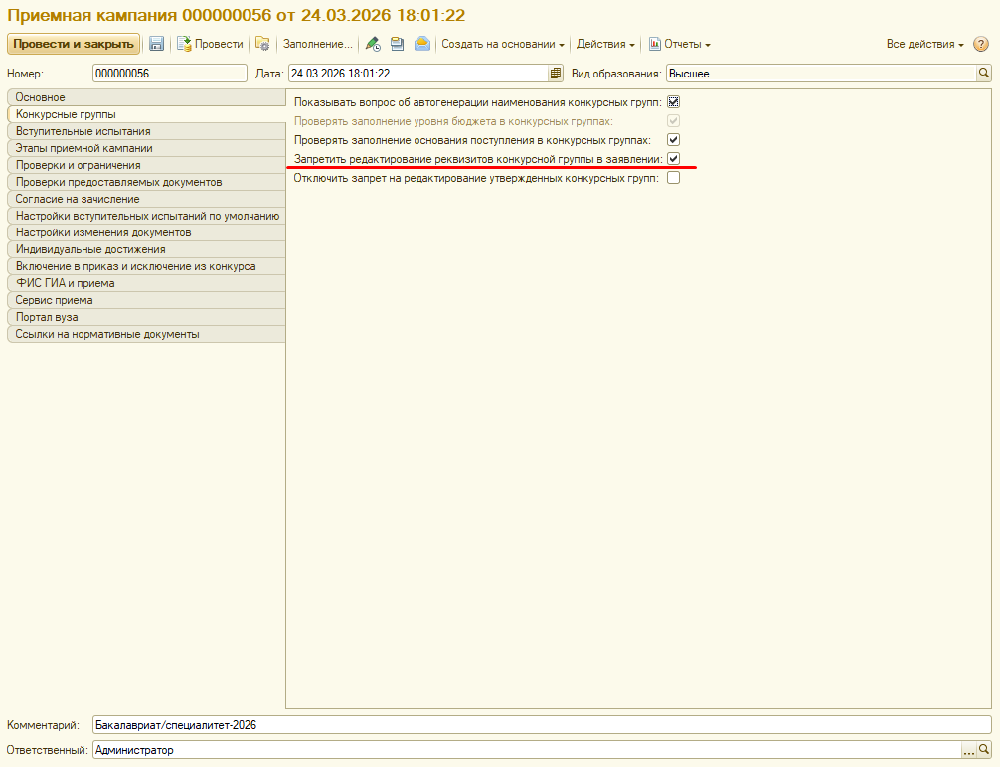 Приемная кампания 000000056 от 24.03.2026 18:01:22
Провести и закрыть Провести Заполнение... Создать на основании Действия Отчеты Все действия ?
Номер: 000000056 Дата: 24.03.2026 18:01:22 Вид образования: Высшее
Основное
Конкурсные группы
Вступительные испытания
Этапы приемной кампании
Проверки и ограничения
Проверки предоставляемых документов
Согласие на зачисление
Настройки вступительных испытаний по умолчанию
Настройки изменения документов
Индивидуальные достижения
Включение в приказ и исключение из конкурса
ФИС ГИА и приема
Сервис приема
Портал вуза
Ссылки на нормативные документы
Показывать вопрос об автогенерации наименования конкурсных групп:
Проверять заполнение уровня бюджета в конкурсных группах:
Проверять заполнение основания поступления в конкурсных группах:
Запретить редактирование реквизитов конкурсной группы в заявлении:
Отключить запрет на редактирование утвержденных конкурсных групп:
Комментарий: Бакалавриат/специалитет-2026
Ответственный: Администратор ...